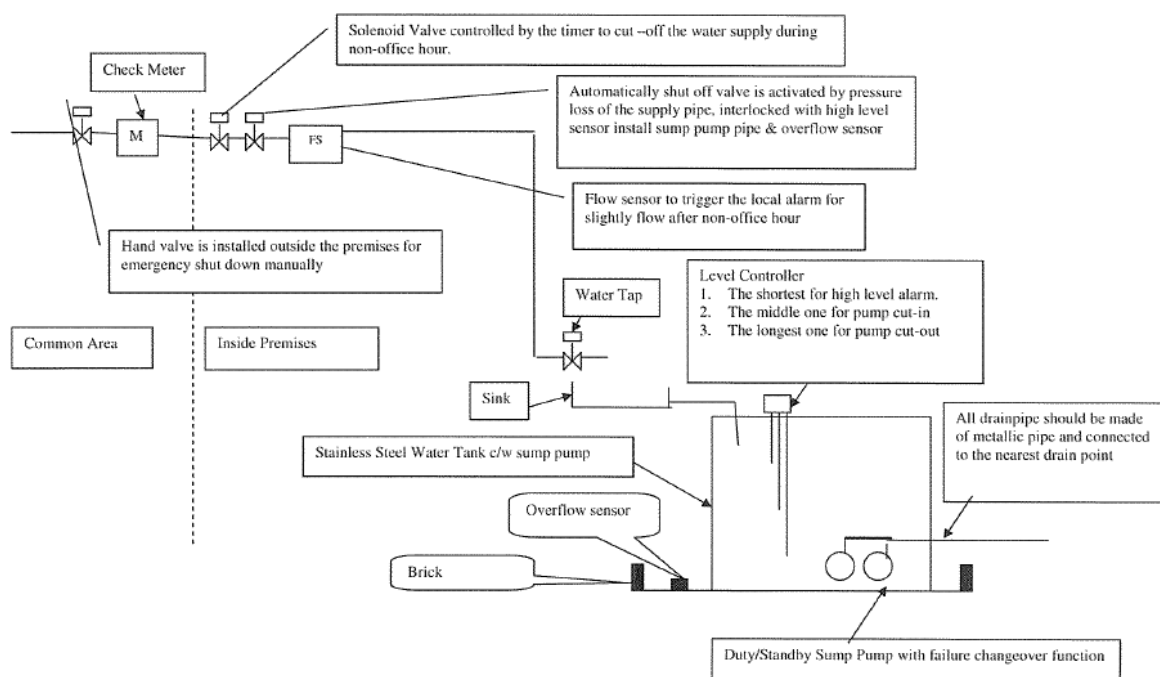 Solenoid Valve controlled by the timer to cut –off the water supply during
non-office hour.
Check Meter
Automatically shut off valve is activated by pressure
loss of the supply pipe, interlocked with high level
sensor install sump pump pipe & overflow sensor
M
FS
Flow sensor to trigger the local alarm for
slightly flow after non-office hour
Hand valve is installed outside the premises for
emergency shut down manually
Level Controller
1. The shortest for high level alarm.
2. The middle one for pump cut-in
3. The longest one for pump cut-out
Water Tap
Common Area
Inside Premises
Sink
All drainpipe should be made
of metallic pipe and connected
to the nearest drain point
Stainless Steel Water Tank c/w sump pump
Overflow sensor
Brick
Duty/Standby Sump Pump with failure changeover function